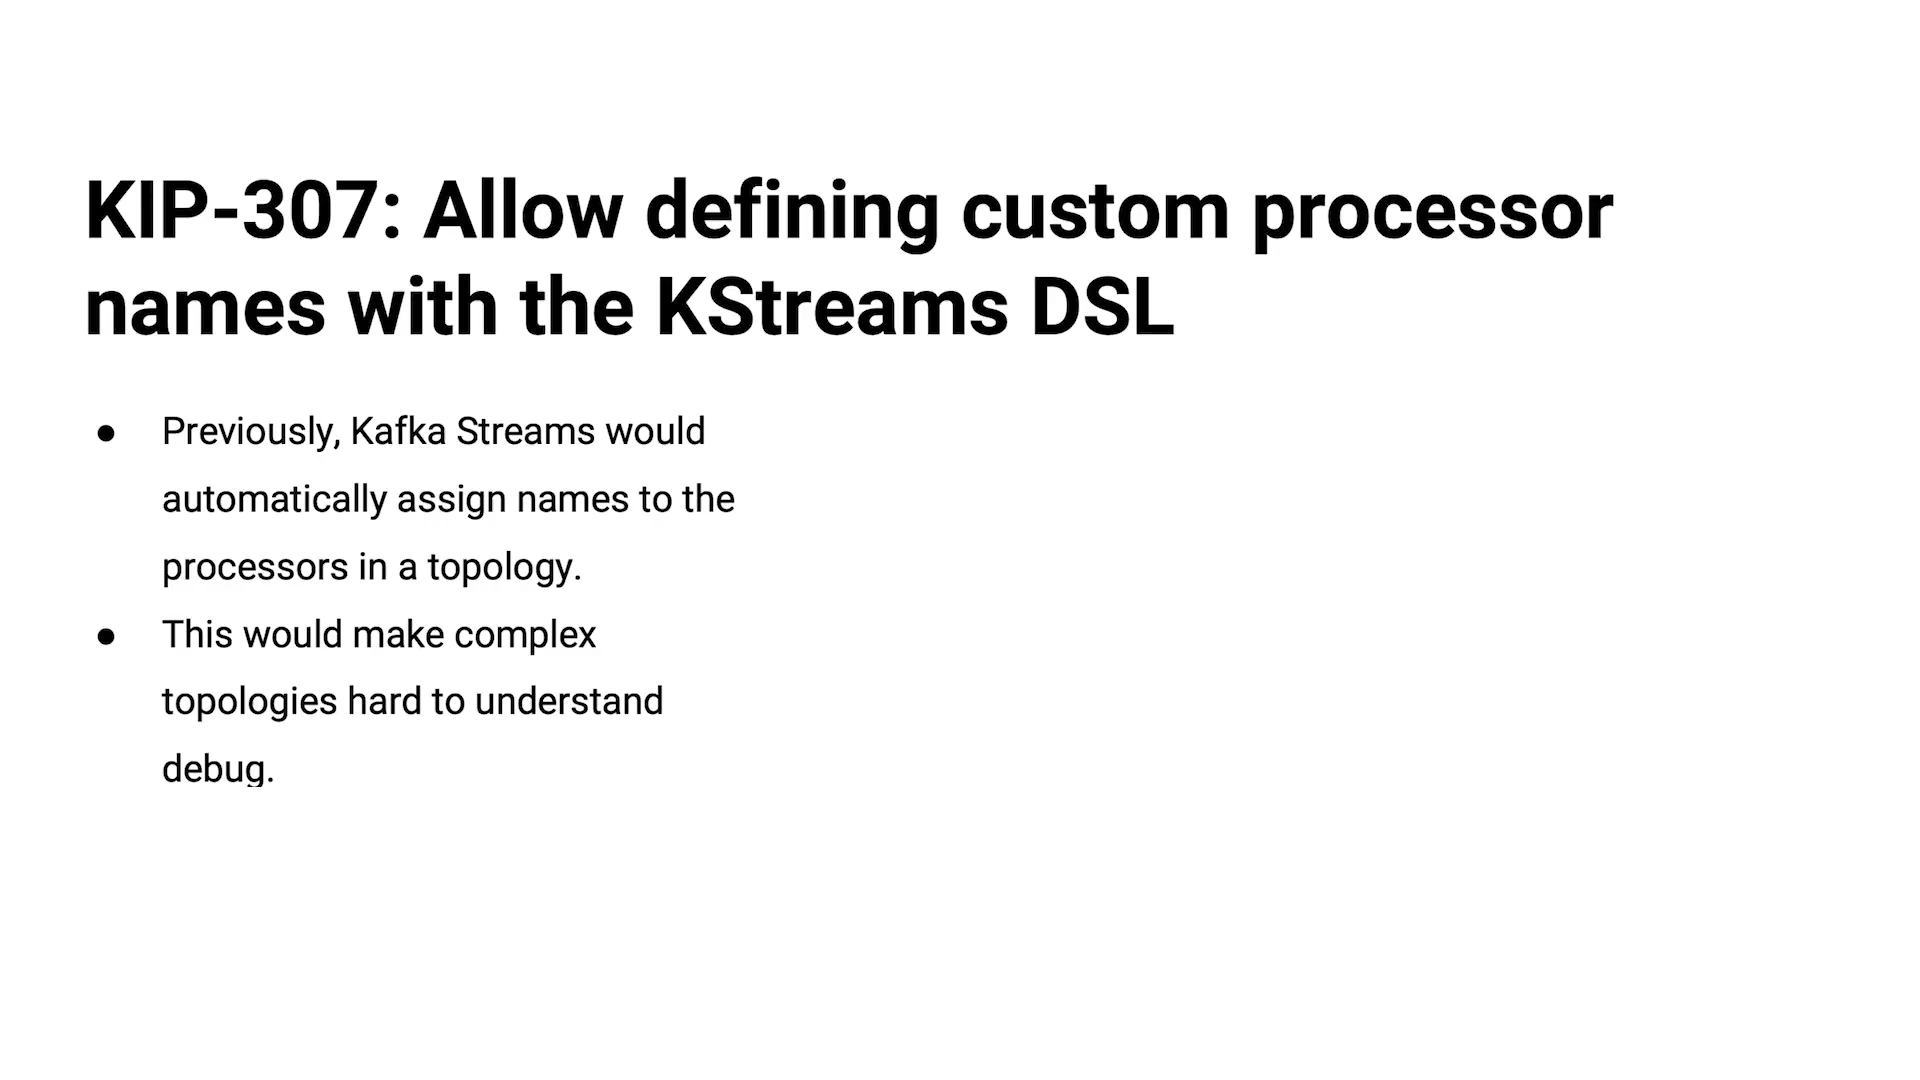 KIP-307: Allow defining custom processor
names with the KStreams DSL
● Previously, Kafka Streams would
automatically assign names to the
processors in a topology.
● This would make complex
topologies hard to understand
debug.